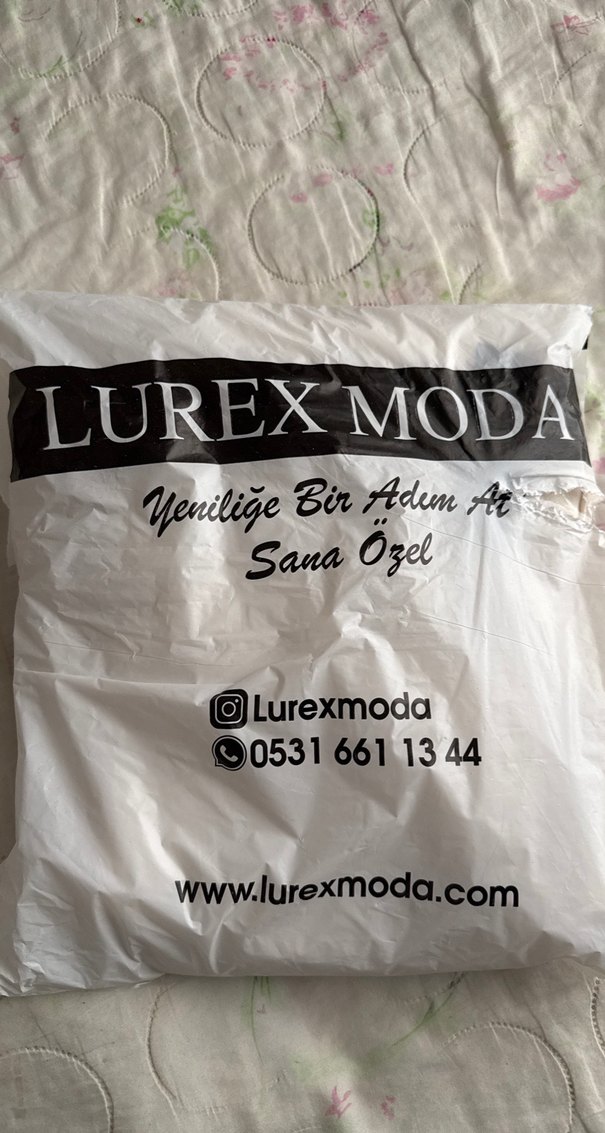 LUREX MODA
Yeniliğe Bir Adım At
Sana Özel
Lurexmoda
0531 661 13 44
www.lurexmoda.com